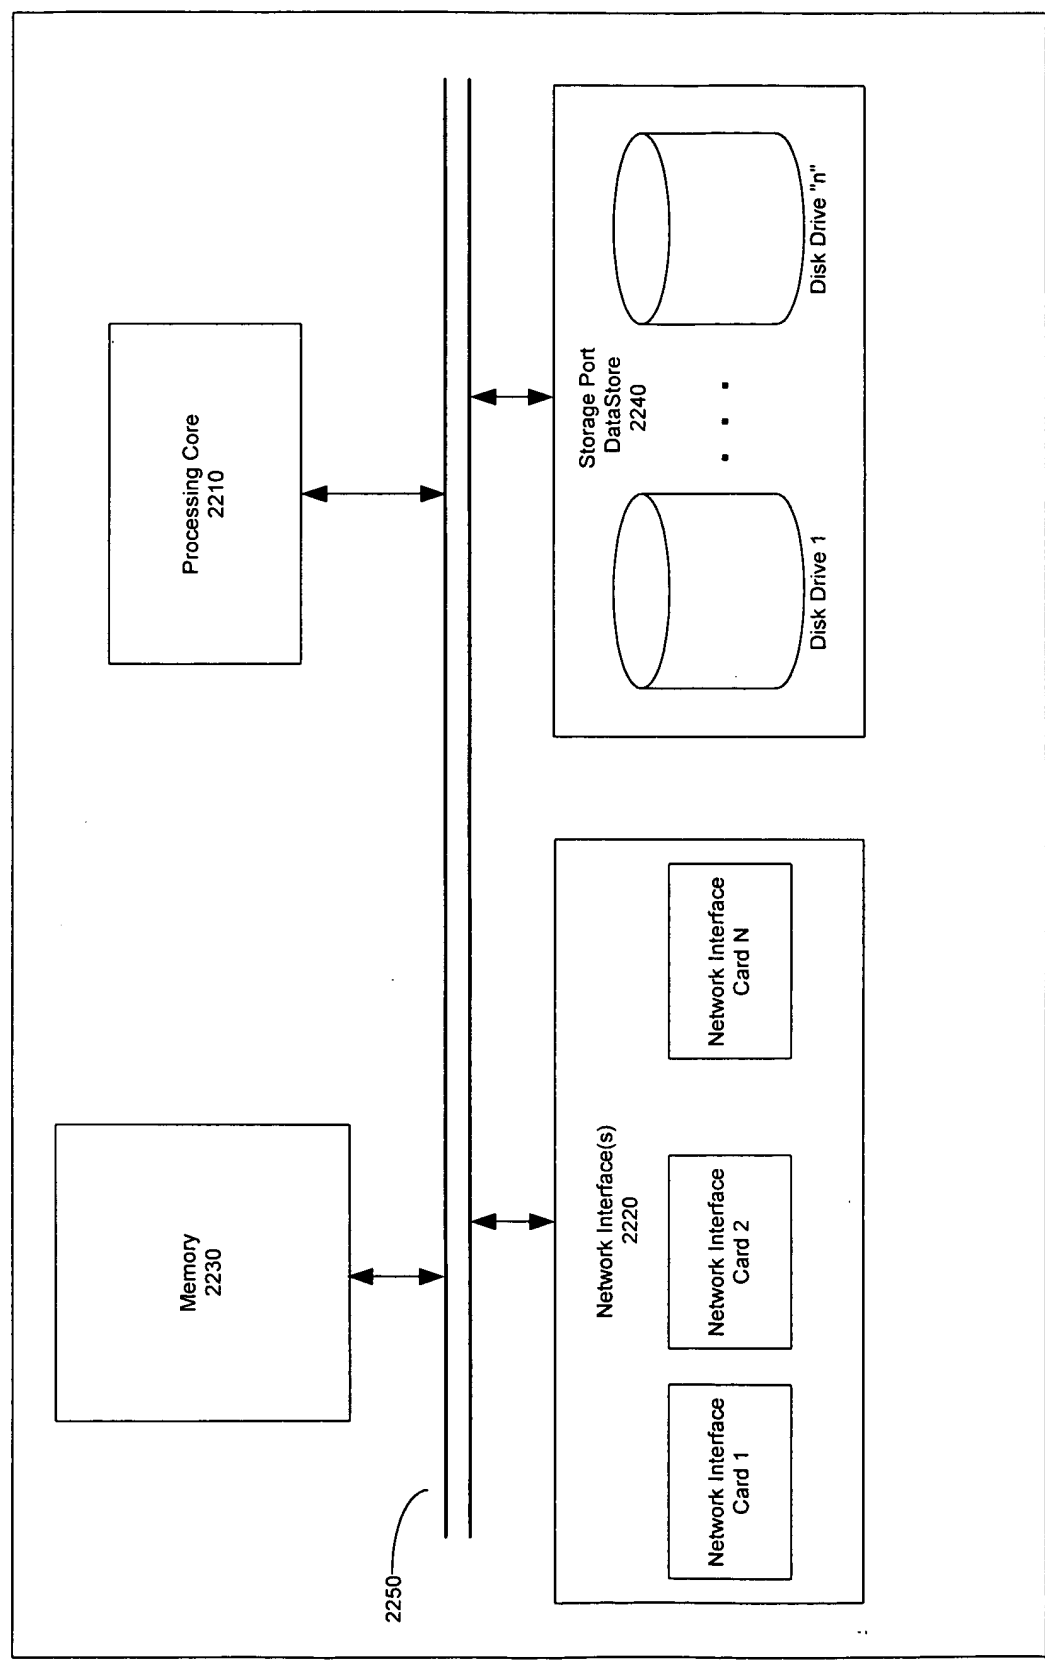 Memory
2230
Processing Core
2210
2250
Network Interface(s)
2220
Network Interface
Card 1
Network Interface
Card 2
Network Interface
Card N
Storage Port
DataStore
2240
Disk Drive 1
Disk Drive "n"